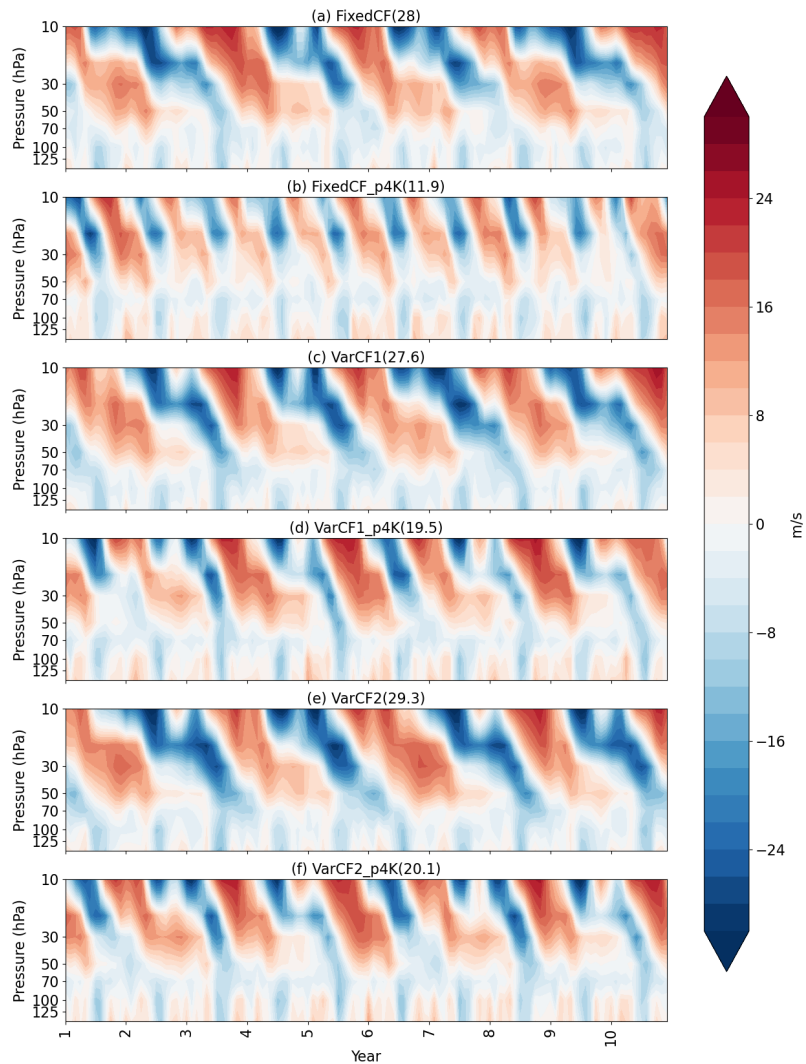 (a) FixedCF(28)
Pressure (hPa)
10
30
50
70
100
125
(b) FixedCF_p4K(11.9)
Pressure (hPa)
10
30
50
70
100
125
(c) VarCF1(27.6)
Pressure (hPa)
10
30
50
70
100
125
(d) VarCF1_p4K(19.5)
Pressure (hPa)
10
30
50
70
100
125
(e) VarCF2(29.3)
Pressure (hPa)
10
30
50
70
100
125
(f) VarCF2_p4K(20.1)
Pressure (hPa)
10
30
50
70
100
125
1 2 3 4 5 6 7 8 9 10
Year
24
16
8
0
−8
−16
−24
m/s